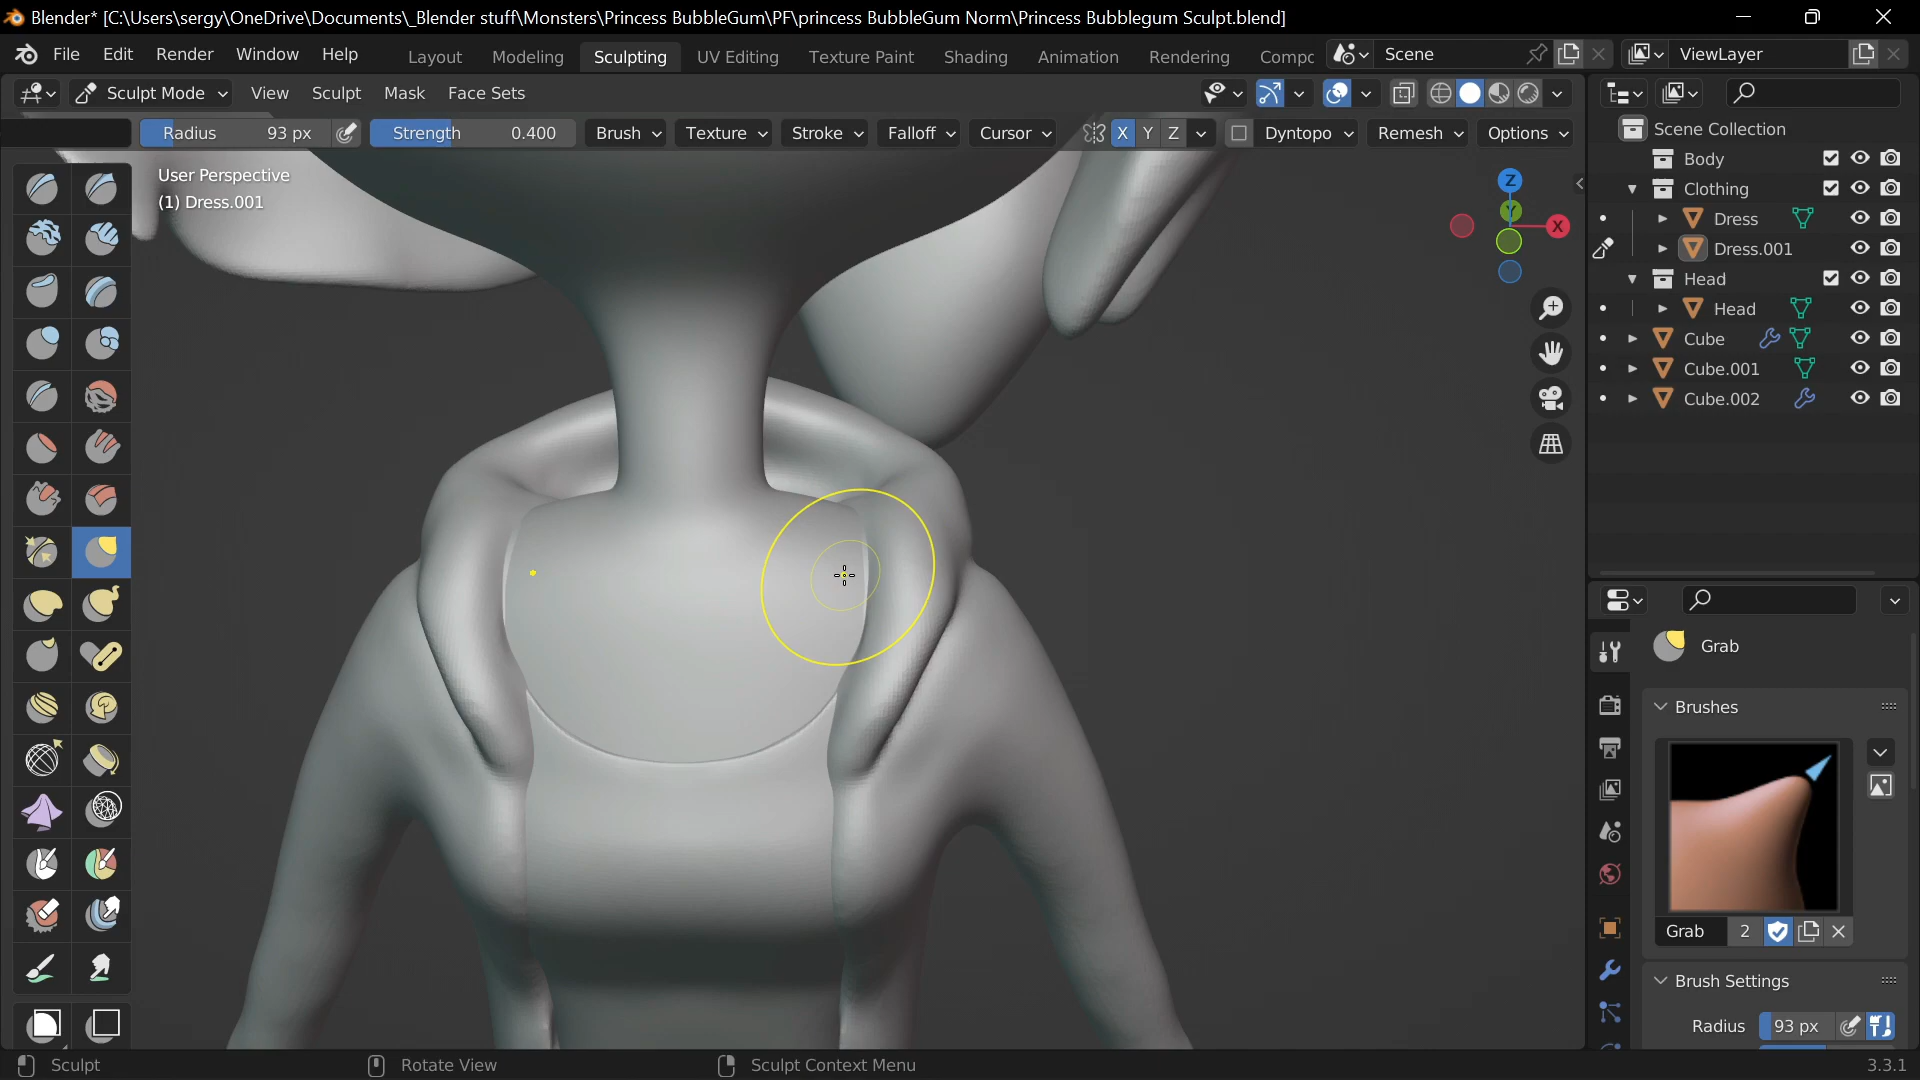 Blender* [C:\Users\sergy\OneDrive\Documents\_Blender stuff\Monsters\Princess BubbleGum\PF\princess BubbleGum Norm\Princess Bubblegum Sculpt.blend]
File Edit Render Window Help Layout Modeling Sculpting UV Editing Texture Paint Shading Animation Rendering Compc Scene ViewLayer
Sculpt Mode View Sculpt Mask Face Sets
Radius 93 px Strength 0.400 Brush Texture Stroke Falloff Cursor X Y Z Dyntopo Remesh Options
User Perspective
(1) Dress.001
Z
Y
X
Scene Collection
Body
Clothing
Dress
Dress.001
Head
Head
Cube
Cube.001
Cube.002
Grab
Brushes
Grab 2
Brush Settings
Radius 93 px
Sculpt Rotate View Sculpt Context Menu 3.3.1